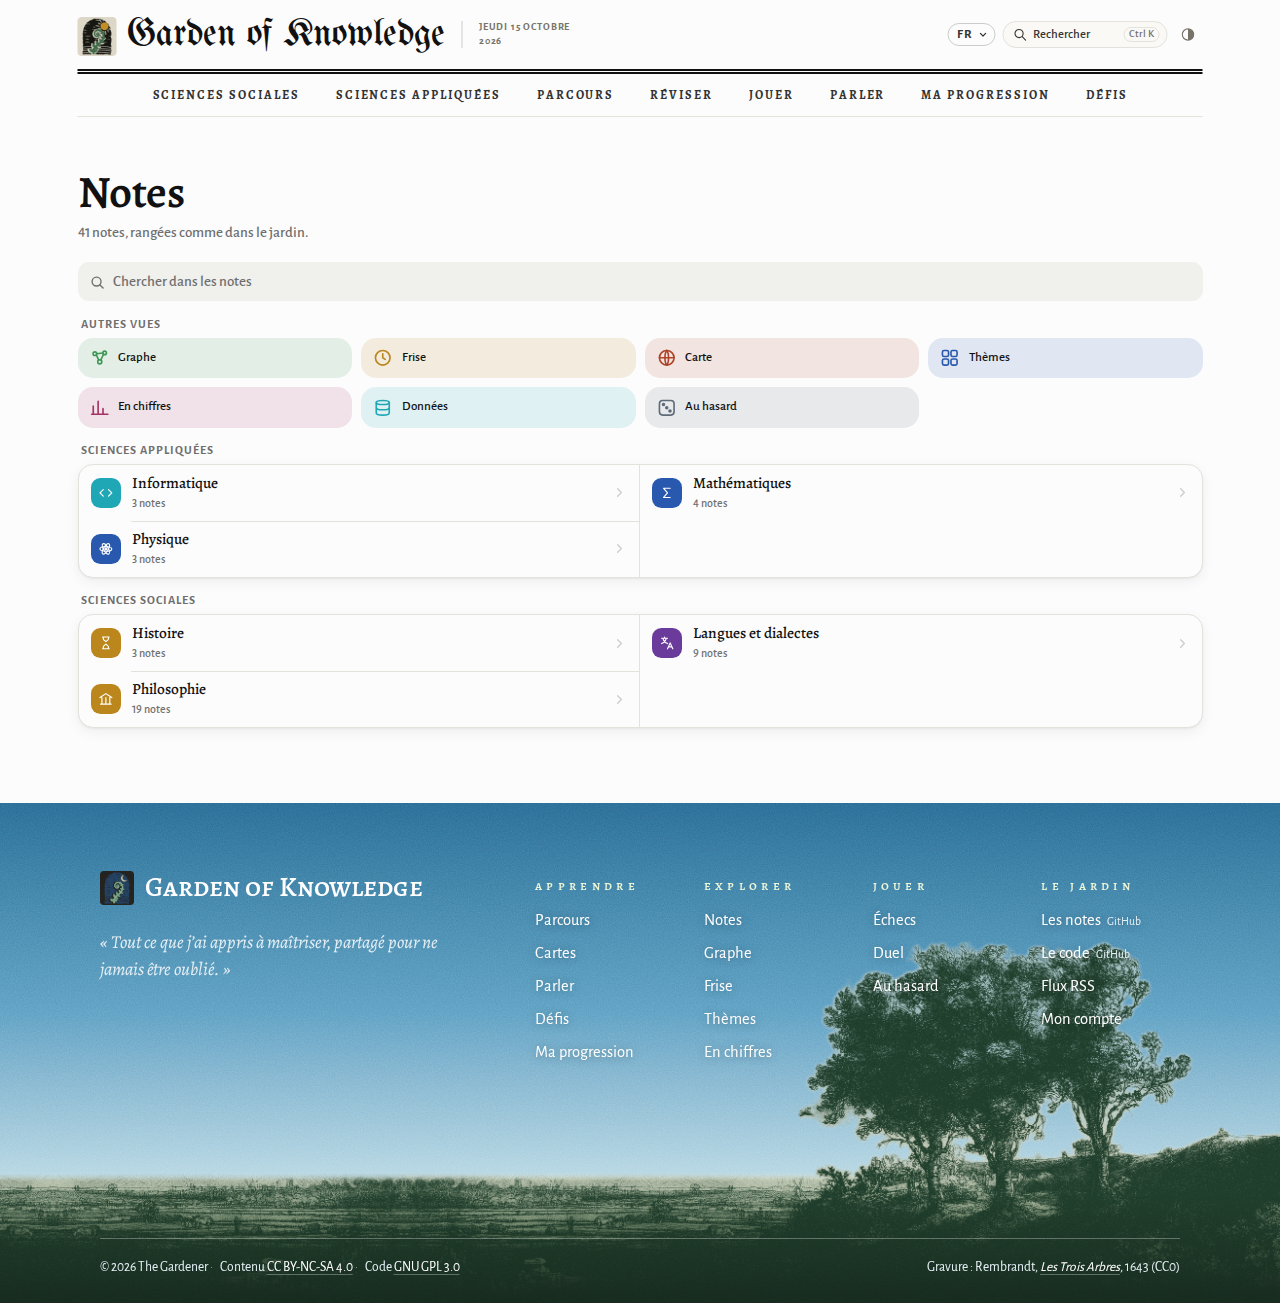 Garden of Knowledge
JEUDI 15 OCTOBRE
2026
FR
Rechercher
Ctrl K
SCIENCES SOCIALES
SCIENCES APPLIQUÉES
PARCOURS
RÉVISER
JOUER
PARLER
MA PROGRESSION
DÉFIS
Notes
41 notes, rangées comme dans le jardin.
Chercher dans les notes
AUTRES VUES
Graphe
Frise
Carte
Thèmes
En chiffres
Données
Au hasard
SCIENCES APPLIQUÉES
Informatique
3 notes
Mathématiques
4 notes
Physique
3 notes
SCIENCES SOCIALES
Histoire
3 notes
Langues et dialectes
9 notes
Philosophie
19 notes
GARDEN OF KNOWLEDGE
« Tout ce que j'ai appris à maîtriser, partagé pour ne
jamais être oublié. »
APPRENDRE
Parcours
Cartes
Parler
Défis
Ma progression
EXPLORER
Notes
Graphe
Frise
Thèmes
En chiffres
JOUER
Échecs
Duel
Au hasard
LE JARDIN
Les notes GitHub
Le code GitHub
Flux RSS
Mon compte
© 2026 The Gardener · Contenu CC BY-NC-SA 4.0 · Code GNU GPL 3.0
Gravure : Rembrandt, Les Trois Arbres, 1643 (CC0)